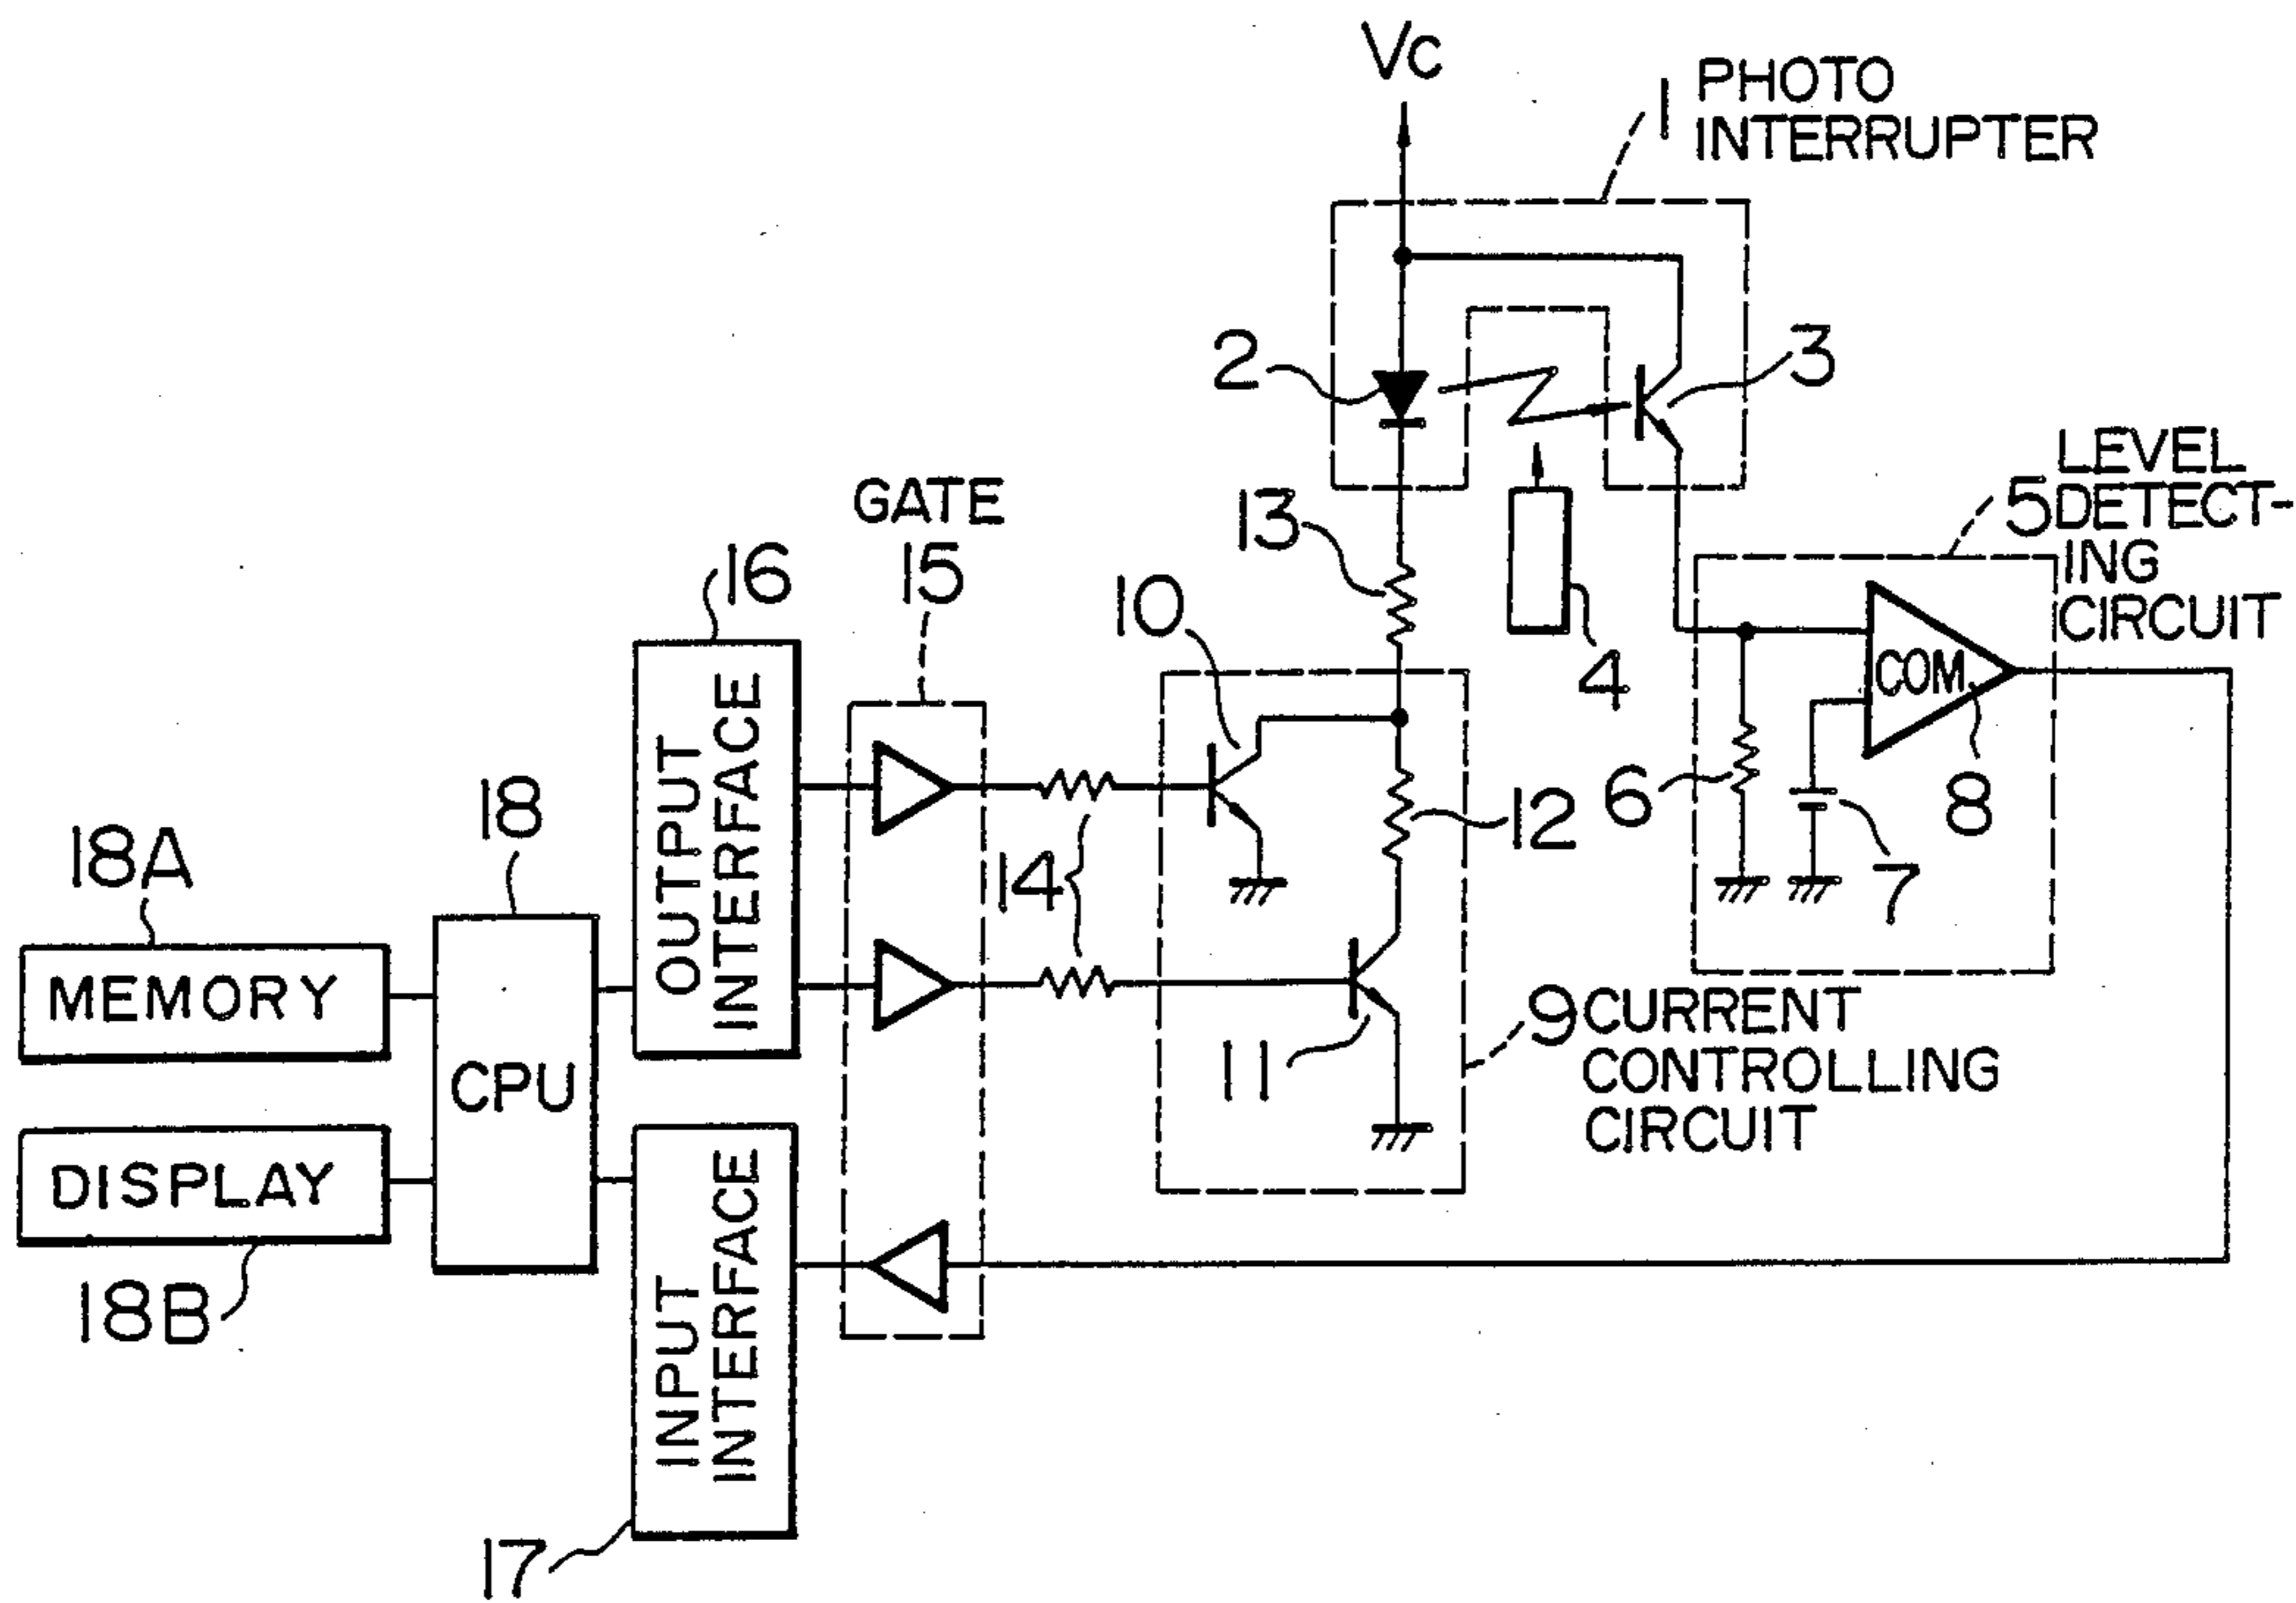 Vc
1 PHOTO
INTERRUPTER
2
3
LEVEL
5 DETECT-
ING
CIRCUIT
GATE
13
16
15
10
4
COM.
OUTPUT
INTERFACE
18
6
8
12
18A
14
7
MEMORY
9 CURRENT
CONTROLLING
CIRCUIT
CPU
11
DISPLAY
INPUT
INTERFACE
18B
17